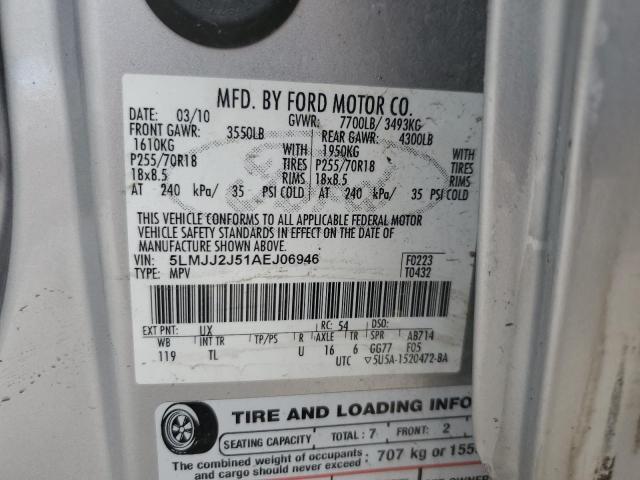 MFD. BY FORD MOTOR CO.
DATE: 03/10 GVWR: 7700LB/ 3493KG
FRONT GAWR: 3550LB REAR GAWR: 4300LB
1610KG WITH 1950KG WITH
P255/70R18 TIRES P255/70R18 TIRES
18x8.5 RIMS 18x8.5 RIMS
AT 240 kPa/ 35 PSI COLD AT 240 kPa/ 35 PSI COLD
THIS VEHICLE CONFORMS TO ALL APPLICABLE FEDERAL MOTOR
VEHICLE SAFETY STANDARDS IN EFFECT ON THE DATE OF
MANUFACTURE SHOWN ABOVE.
VIN: 5LMJJ2J51AEJ06946 F0223
TYPE: MPV T0432
EXT PNT: UX RC: 54 DSO:
WB INT TR TP/PS R AXLE TR SPR AB714
119 TL U 16 6 GG77 F05
UTC ▽5U5A-1520472-BA
TIRE AND LOADING INFO
SEATING CAPACITY TOTAL: 7 FRONT: 2
The combined weight of occupants
and cargo should never exceed: 707 kg or 155